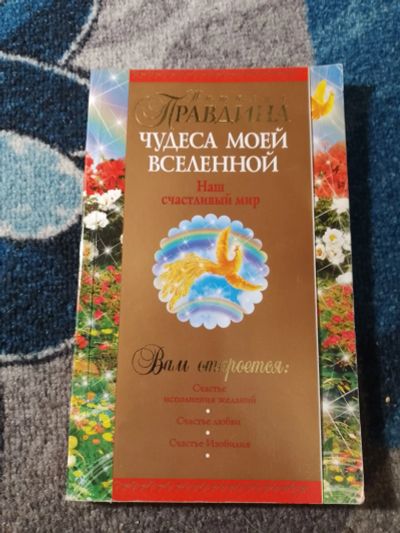 ПРАВДИНА
ЧУДЕСА МОЕЙ
ВСЕЛЕННОЙ
Наш
счастливый мир
Вам откроется:
Счастье
исполнения желаний
Счастье любви
Счастье Изобилия